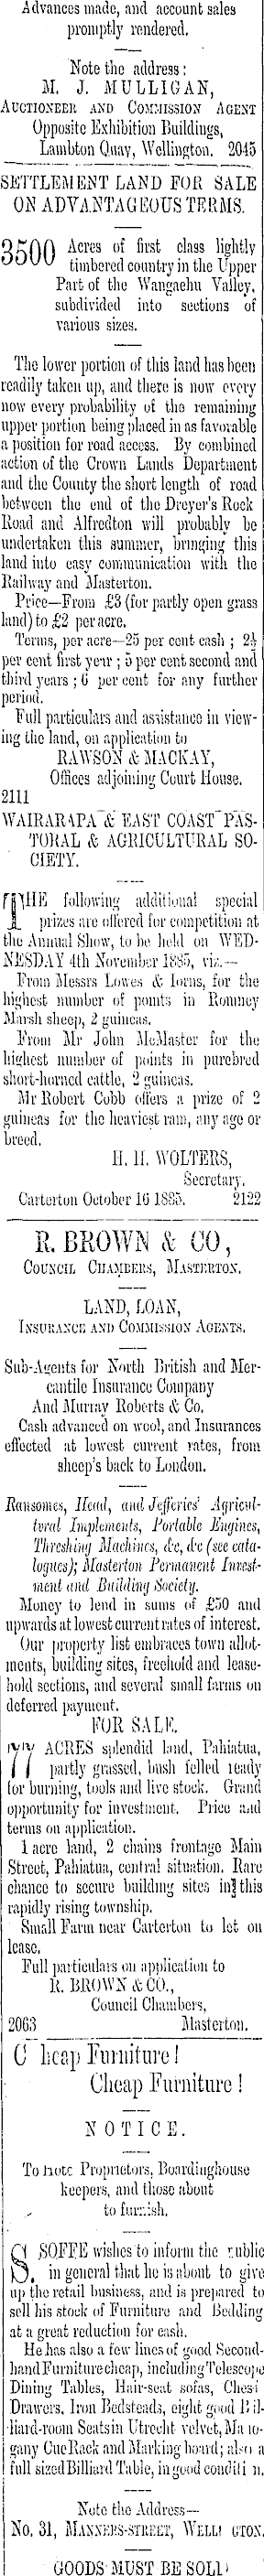 Advances made, and account sales
promptly rendered.
Note the address:
M. J. MULLIGAN,
AUCTIONEER AND COMMISSION AGENT
Opposite Exhibition Buildings,
Lambton Quay, Wellington. 2045
SETTLEMENT LAND FOR SALE
ON ADVANTAGEOUS TERMS.
3500 Acres of first class lightly
timbered country in the Upper
Part of the Wangaehu Valley,
subdivided into sections of
various sizes.
The lower portion of this land has been
readily taken up, and there is now every
now every probability of the remaining
upper portion being placed in as favorable
a position for road access. By combined
action of the Crown Lands Department
and the County the short length of road
between the end of the Dreyer's Rock
Road and Alfredton will probably be
undertaken this summer, bringing this
land into easy communication with the
Railway and Masterton.
Price—From £3 (for partly open grass
land) to £2 per acre.
Terms, per acre—25 per cent cash ; 2½
per cent first year ; 5 per cent second and
third years ; 6 per cent for any further
period.
Full particulars and assistance in view-
ing the land, on application to
RAWSON & MACKAY,
Offices adjoining Court House.
2111
WAIRARAPA & EAST COAST PAS-
TORAL & AGRICULTURAL SO-
CIETY.
THE following additional special
prizes are offered for competition at
the Annual Show, to be held on WED-
NESDAY 4th November 1885, viz.—
From Messrs Lowes & Iorns, for the
highest number of points in Romney
Marsh sheep, 2 guineas.
From Mr John McMaster for the
highest number of points in purebred
short-horned cattle, 2 guineas.
Mr Robert Cobb offers a prize of 2
guineas for the heaviest ram, any age or
breed.
H. H. WOLTERS,
Secretary.
Carterton October 16 1885. 2122
R. BROWN & CO,
COUNCIL CHAMBERS, MASTERTON.
LAND, LOAN,
INSURANCE AND COMMISSION AGENTS.
Sub-Agents for North British and Mer-
cantile Insurance Company
And Murray Roberts & Co.
Cash advanced on wool, and Insurances
effected at lowest current rates, from
sheep's back to London.
Ransomes, Head, and Jefferies' Agricul-
tural Implements, Portable Engines,
Threshing Machines, &c, &c (see cata-
logues); Masterton Permanent Invest-
ment and Building Society.
Money to lend in sums of £50 and
upwards at lowest current rates of interest.
Our property list embraces town allot-
ments, building sites, freehold and lease-
hold sections, and several small farms on
deferred payment.
FOR SALE.
77 ACRES splendid land, Pahiatua,
partly grassed, bush felled ready
for burning, tools and live stock. Grand
opportunity for investment. Price and
terms on application.
1 acre land, 2 chains frontage Main
Street, Pahiatua, central situation. Rare
chance to secure building sites in this
rapidly rising township.
Small Farm near Carterton to let on
lease.
Full particulars on application to
R. BROWN & CO.,
Council Chambers,
2063 Masterton.
Cheap Furniture!
Cheap Furniture!
NOTICE.
To Hote Proprietors, Boardinghouse
keepers, and those about
to furnish.
S. SOFFE wishes to inform the public
in general that he is about to give
up the retail business, and is prepared to
sell his stock of Furniture and Bedding
at a great reduction for cash.
He has also a few lines of good Second-
hand Furniture cheap, including Telescope
Dining Tables, Hair-seat sofas, Chest
Drawers, Iron Bedsteads, eight good Bil-
liard-room Seats in Utrecht velvet, Maho-
gany Cue Rack and Marking board; also a
full sized Billiard Table, in good conditi n.
Note the Address—
No. 31, MANNERS-STREET, WELLI GTON.
GOODS MUST BE SOLD